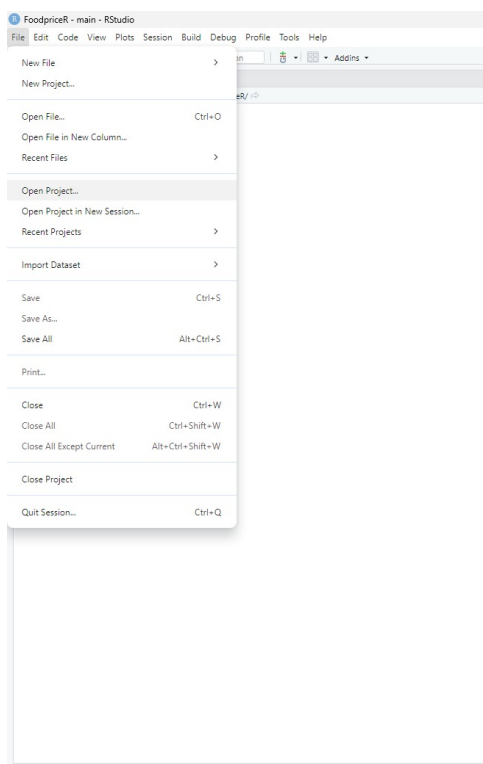 R FoodpriceR - main - RStudio
File Edit Code View Plots Session Build Debug Profile Tools Help
Addins
New File
New Project...
eR/
Open File... Ctrl+O
Open File in New Column...
Recent Files
Open Project...
Open Project in New Session...
Recent Projects
Import Dataset
Save Ctrl+S
Save As...
Save All Alt+Ctrl+S
Print...
Close Ctrl+W
Close All Ctrl+Shift+W
Close All Except Current Alt+Ctrl+Shift+W
Close Project
Quit Session... Ctrl+Q